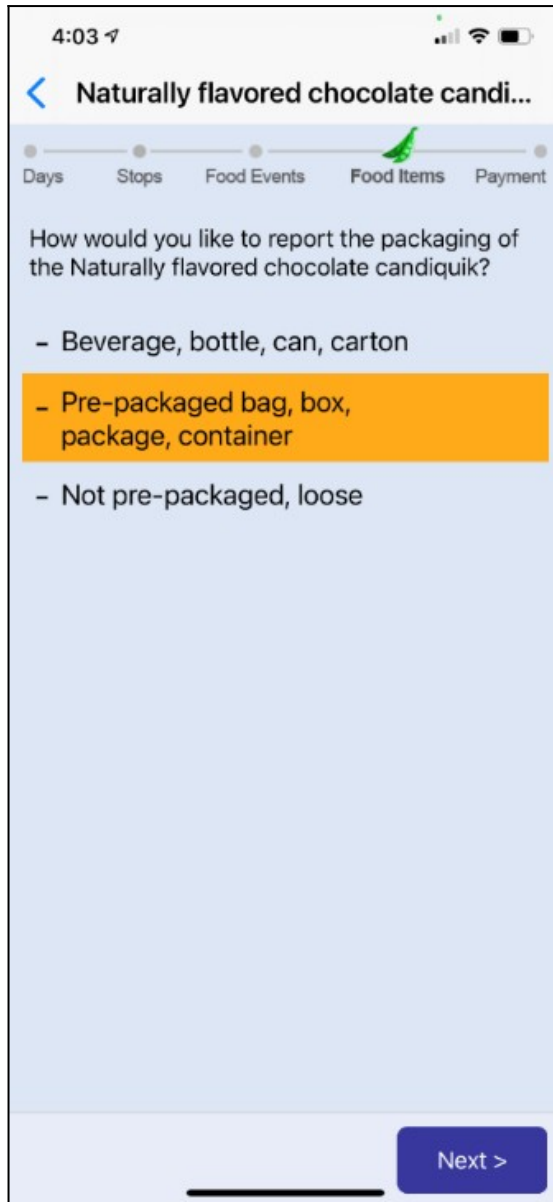 4:03
Naturally flavored chocolate candi...
Days Stops Food Events Food Items Payment
How would you like to report the packaging of
the Naturally flavored chocolate candiquik?
– Beverage, bottle, can, carton
– Pre-packaged bag, box,
package, container
– Not pre-packaged, loose
Next >